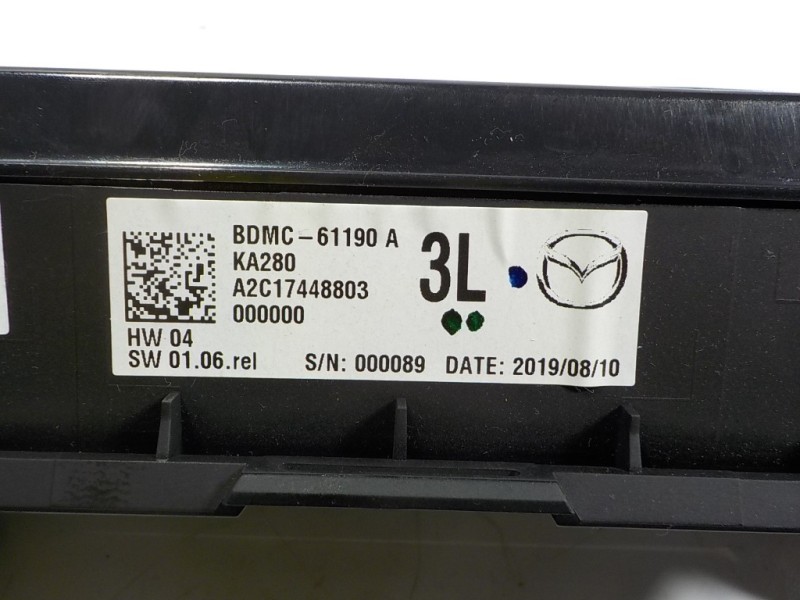 BDMC-61190 A
KA280
A2C17448803
000000
3L
HW 04
SW 01.06.rel S/N: 000089 DATE: 2019/08/10